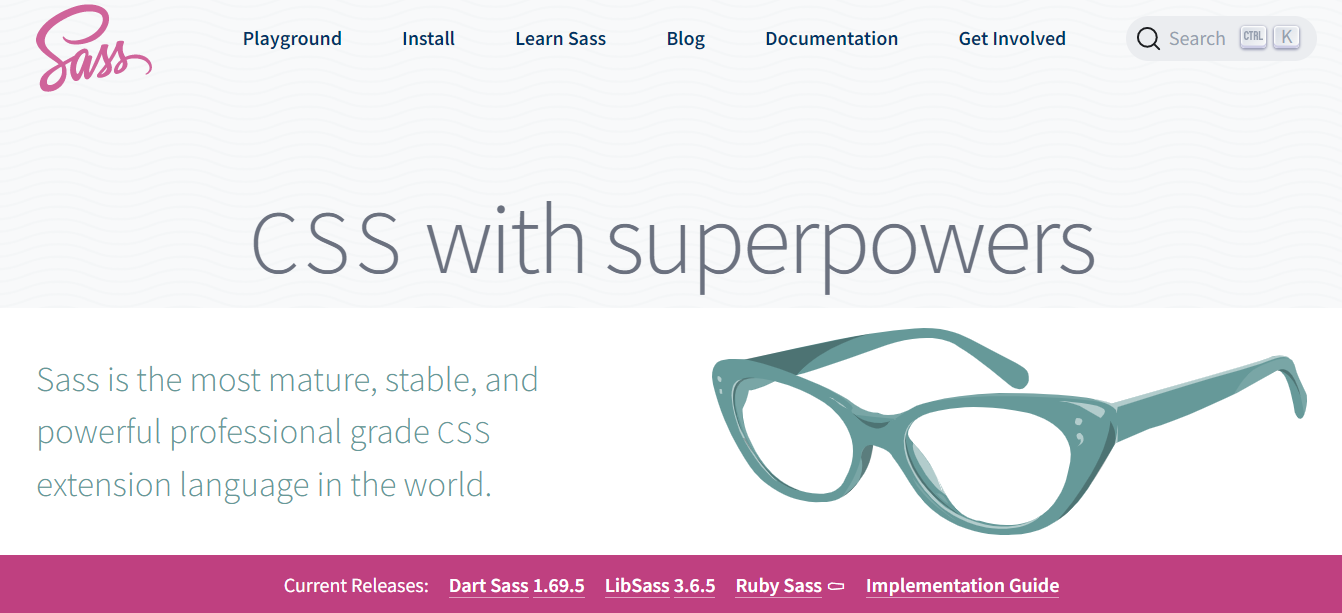 Sass
Playground Install Learn Sass Blog Documentation Get Involved Search CTRL K
CSS with superpowers
Sass is the most mature, stable, and
powerful professional grade CSS
extension language in the world.
Current Releases: Dart Sass 1.69.5 LibSass 3.6.5 Ruby Sass ⚰ Implementation Guide